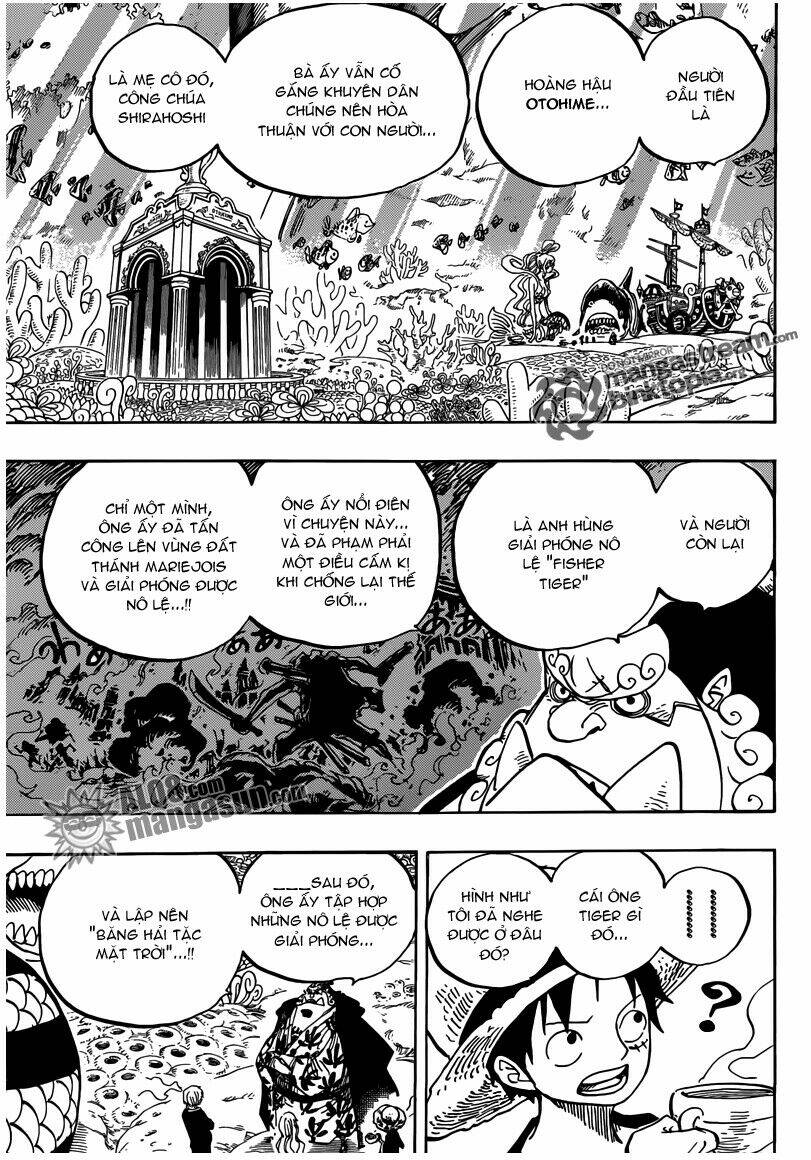 NGƯỜI
ĐẦU TIÊN
LÀ
HOÀNG HẬU
OTOHIME...
BÀ ẤY VẪN CỐ
GẮNG KHUYÊN DÂN
CHÚNG NÊN HÒA
THUẬN VỚI CON NGƯỜI...
LÀ MẸ CÔ ĐÓ,
CÔNG CHÚA
SHIRAHOSHI
mangadream.com
VÀ NGƯỜI
CÒN LẠI
LÀ ANH HÙNG
GIẢI PHÓNG NÔ
LỆ "FISHER
TIGER"
ÔNG ẤY NỔI ĐIÊN
VÌ CHUYỆN NÀY...
VÀ ĐÃ PHẠM PHẢI
MỘT ĐIỀU CẤM KỊ
KHI CHỐNG LẠI THẾ
GIỚI...
CHỈ MỘT MÌNH,
ÔNG ẤY ĐÃ TẤN
CÔNG LÊN VÙNG ĐẤT
THÁNH MARIEJOIS
VÀ GIẢI PHÓNG ĐƯỢC
NÔ LỆ...!!
mangasun.com
CÁI ÔNG
TIGER GÌ
ĐÓ...
HÌNH NHƯ
TÔI ĐÃ NGHE
ĐƯỢC Ở ĐÂU
ĐÓ?
?
___SAU ĐÓ,
ÔNG ẤY TẬP HỢP
NHỮNG NÔ LỆ ĐƯỢC
GIẢI PHÓNG...
VÀ LẬP NÊN
"BĂNG HẢI TẶC
MẶT TRỜI"...!!